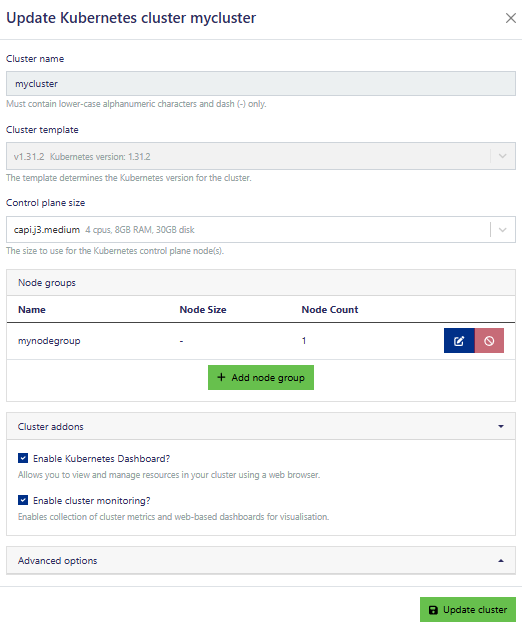 Update Kubernetes cluster mycluster
Cluster name
mycluster
Must contain lower-case alphanumeric characters and dash (-) only.
Cluster template
v1.31.2 Kubernetes version: 1.31.2
The template determines the Kubernetes version for the cluster.
Control plane size
capi.j3.medium 4 cpus, 8GB RAM, 30GB disk
The size to use for the Kubernetes control plane node(s).
Node groups
Name Node Size Node Count
mynodegroup - 1
+ Add node group
Cluster addons
Enable Kubernetes Dashboard?
Allows you to view and manage resources in your cluster using a web browser.
Enable cluster monitoring?
Enables collection of cluster metrics and web-based dashboards for visualisation.
Advanced options
Update cluster